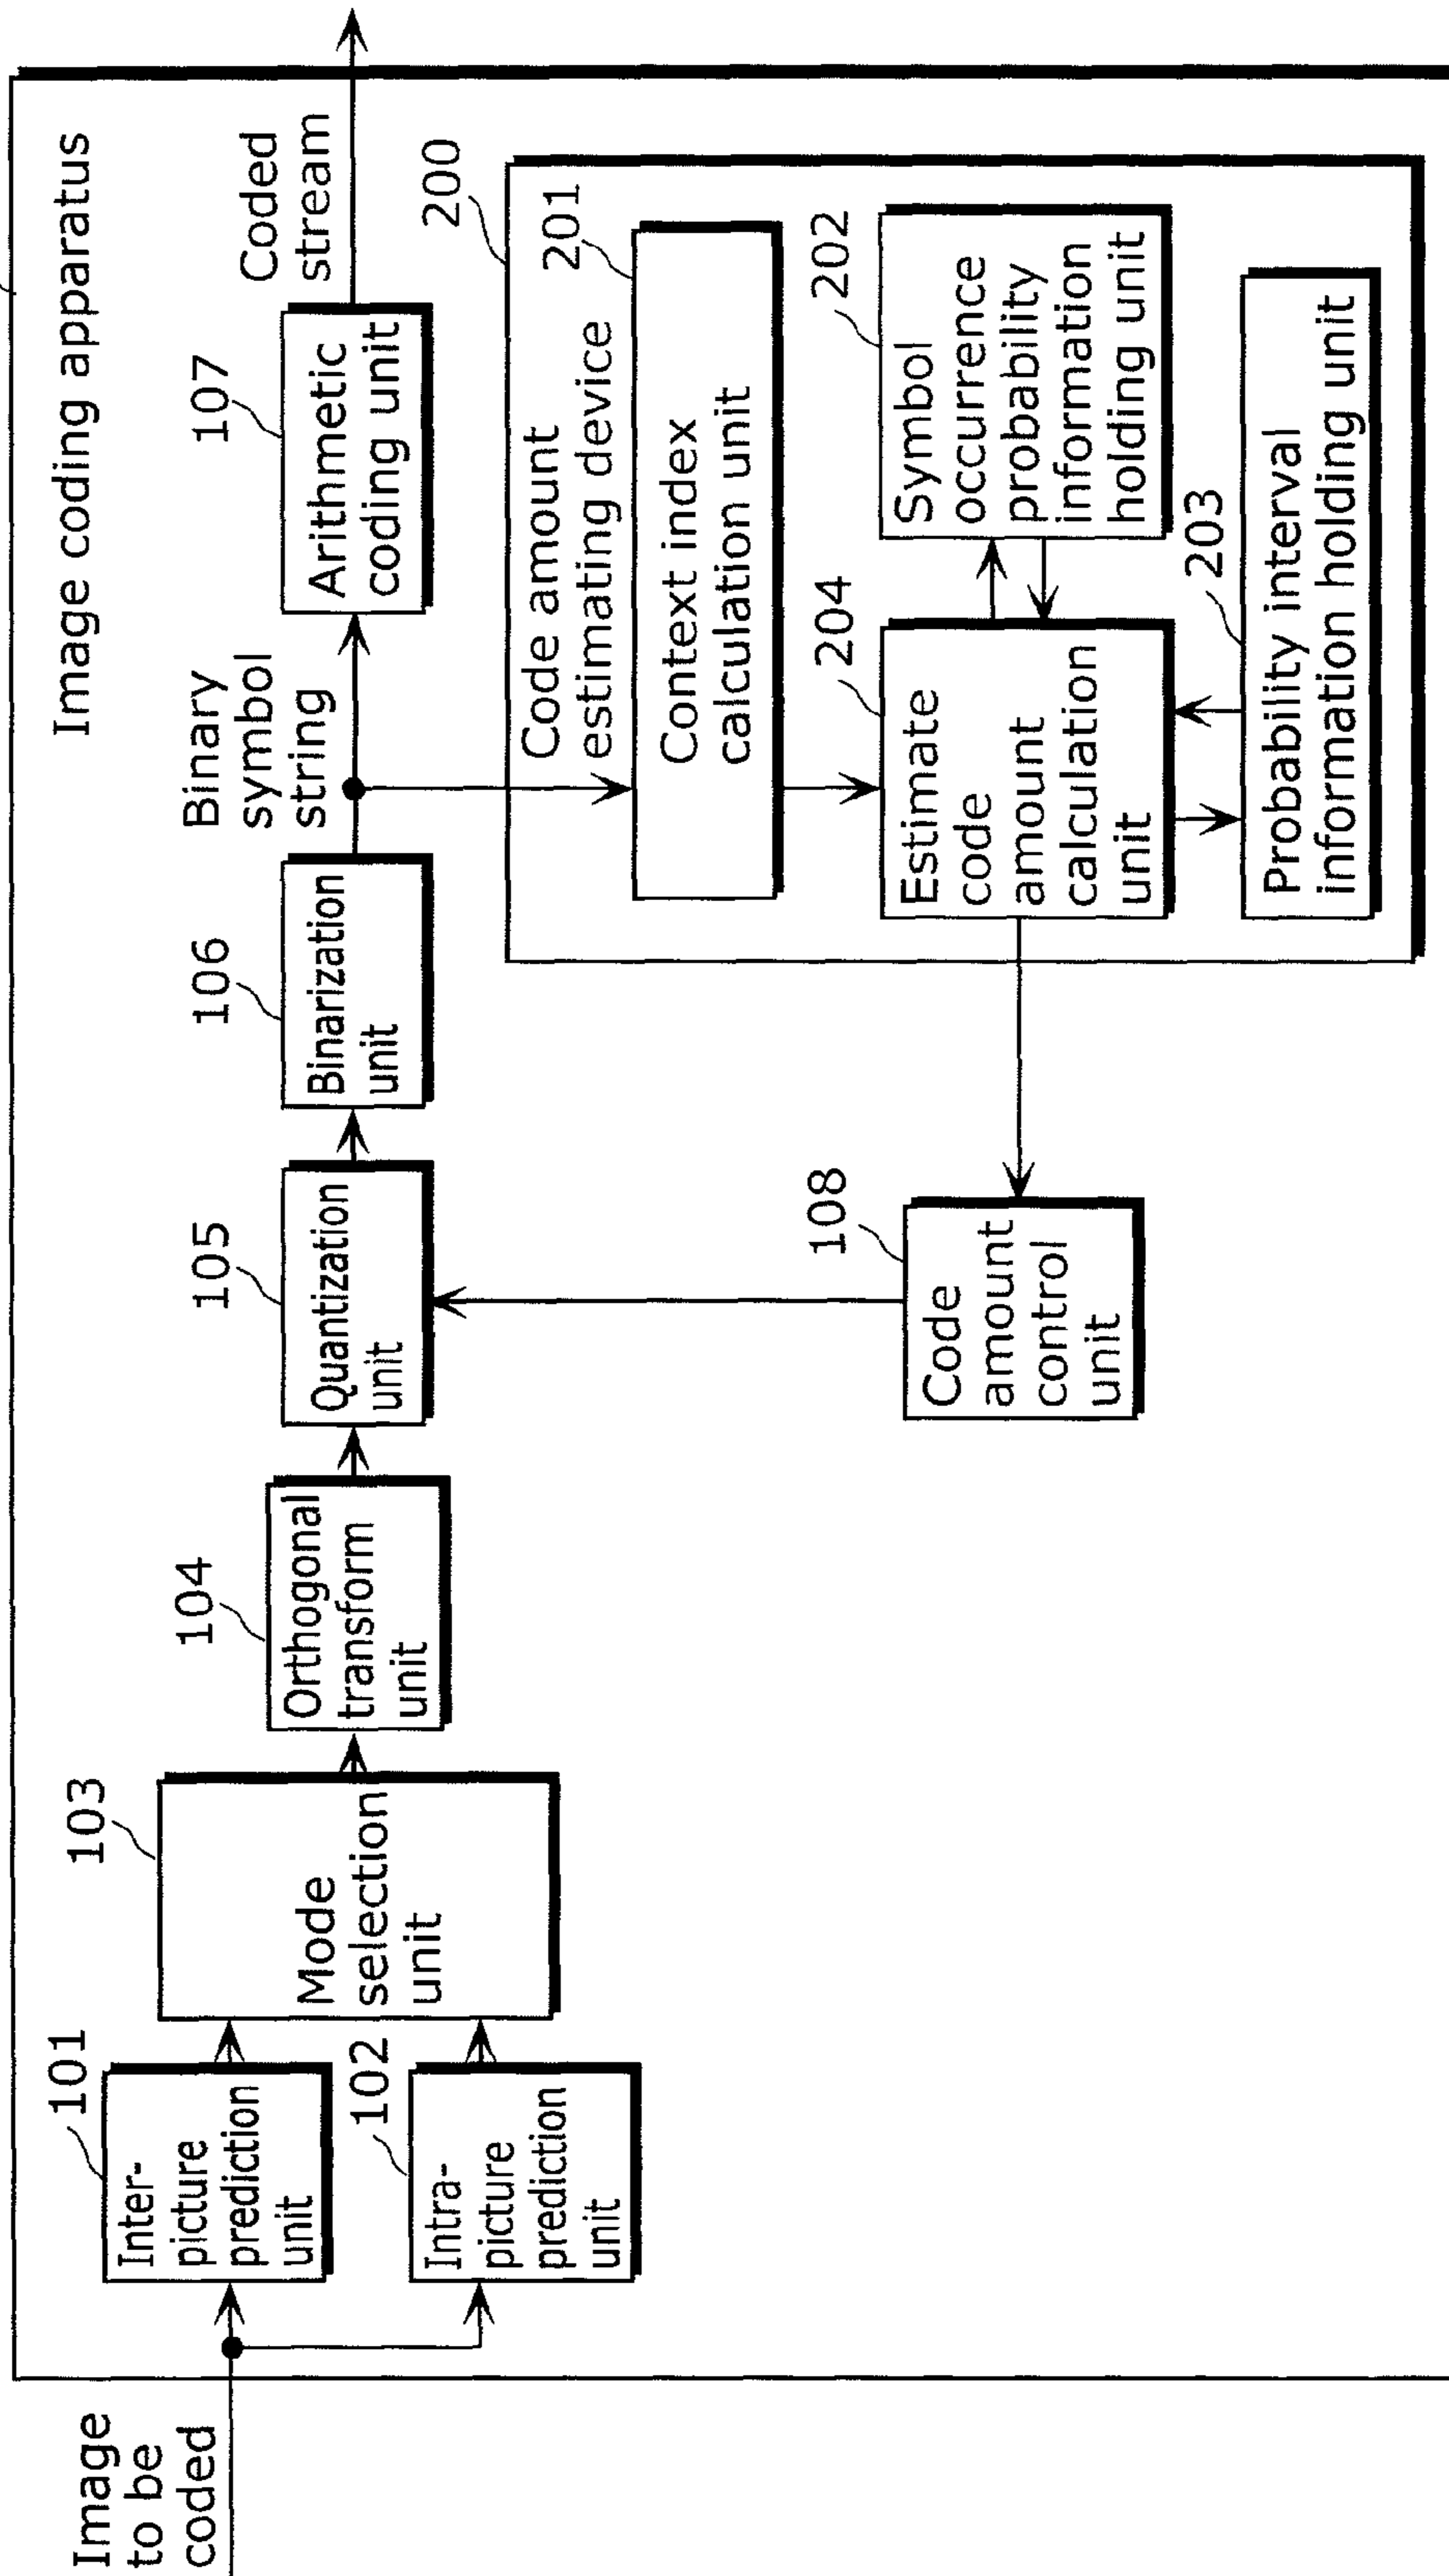 Image coding apparatus
Image
to be
coded
101
Inter-
picture
prediction
unit
102
Intra-
picture
prediction
unit
103
Mode
selection
unit
104
Orthogonal
transform
unit
105
Quantization
unit
106
Binarization
unit
Binary
symbol
string
107
Arithmetic
coding unit
Coded
stream
108
Code
amount
control
unit
200
Code amount
estimating device
201
Context index
calculation unit
204
Estimate
code
amount
calculation
unit
202
Symbol
occurrence
probability
information
holding unit
203
Probability interval
information holding unit